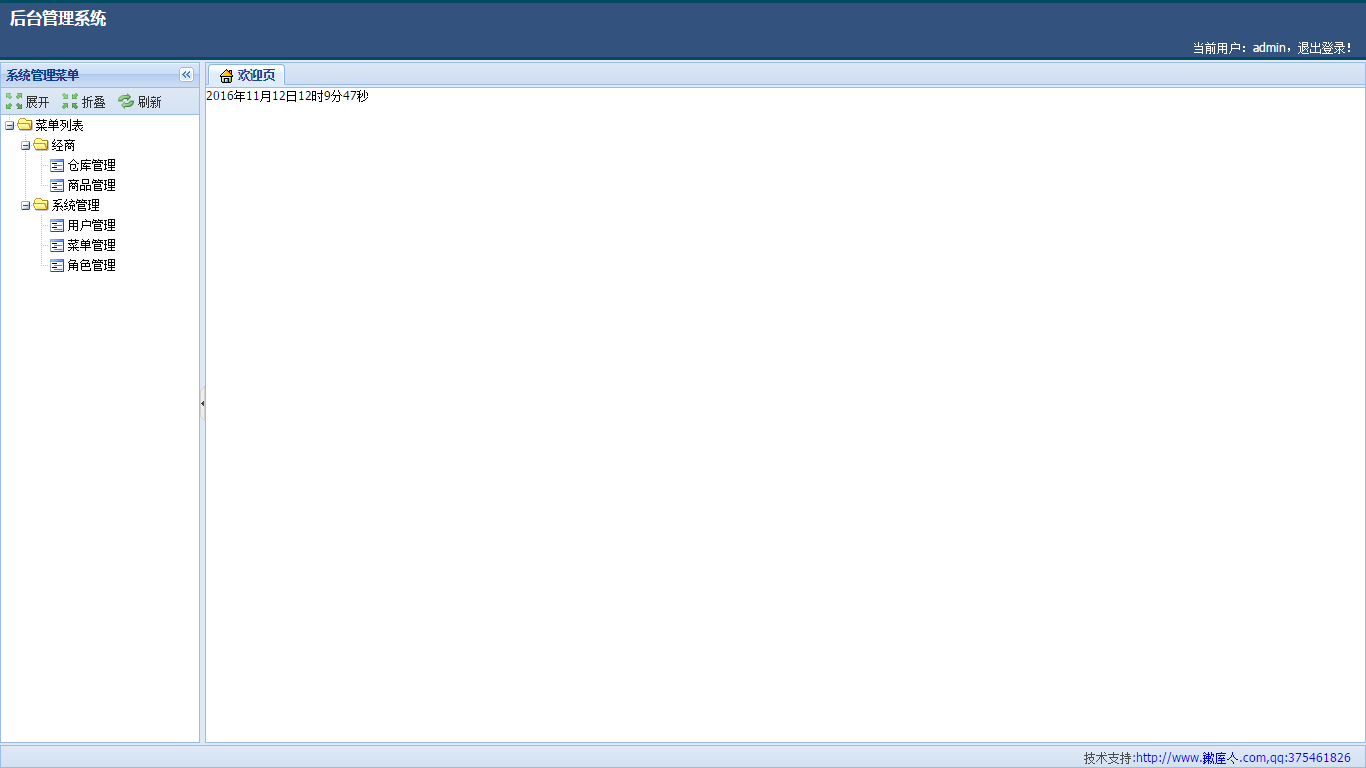 后台管理系统
当前用户：admin，退出登录！
系统管理菜单
展开 折叠 刷新
菜单列表
经商
仓库管理
商品管理
系统管理
用户管理
菜单管理
角色管理
欢迎页
2016年11月12日12时9分47秒
技术支持:http://www. .com,qq:375461826